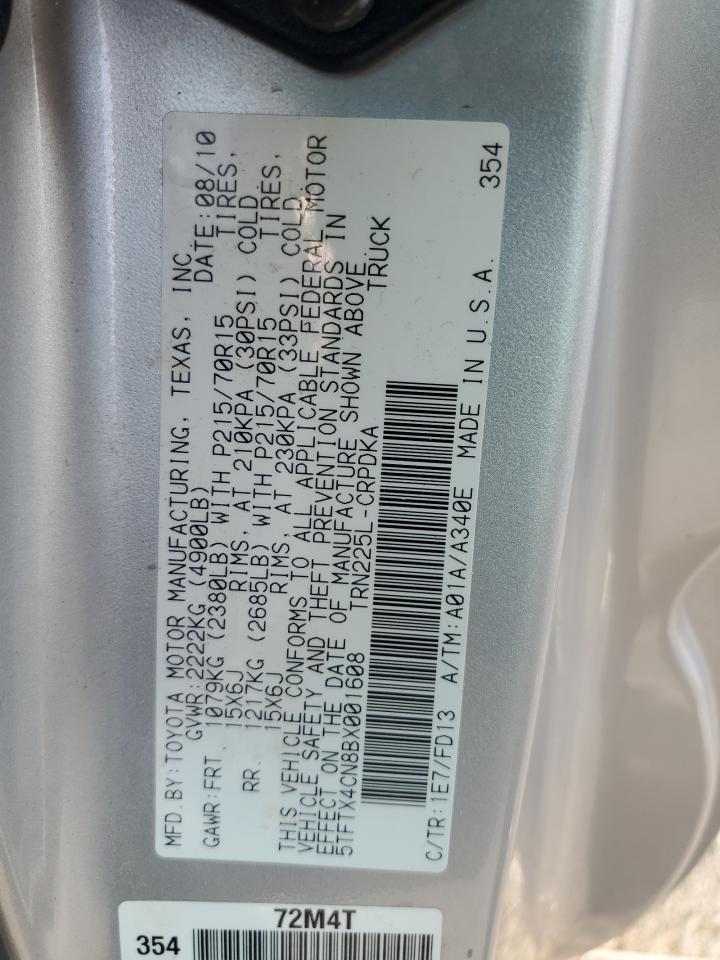 MFD. BY: TOYOTA MOTOR MANUFACTURING, TEXAS, INC.
GVWR: 2222KG (4900LB) DATE: 08/10
GAWR: FRT 1079KG (2380LB) WITH P215/70R15 TIRES,
15X6J RIMS, AT 210KPA (30PSI) COLD
RR. 1217KG (2685LB) WITH P215/70R15 TIRES,
15X6J RIMS, AT 230KPA (33PSI) COLD
THIS VEHICLE CONFORMS TO ALL APPLICABLE FEDERAL MOTOR
VEHICLE SAFETY AND THEFT PREVENTION STANDARDS IN
EFFECT ON THE DATE OF MANUFACTURE SHOWN ABOVE.
5TFTX4CN8BX001608 TRN225L-CRPDKA TRUCK
C/TR: 1E7/FD13 A/TM: A01A/A340E MADE IN U.S.A. 354
72M4T
354